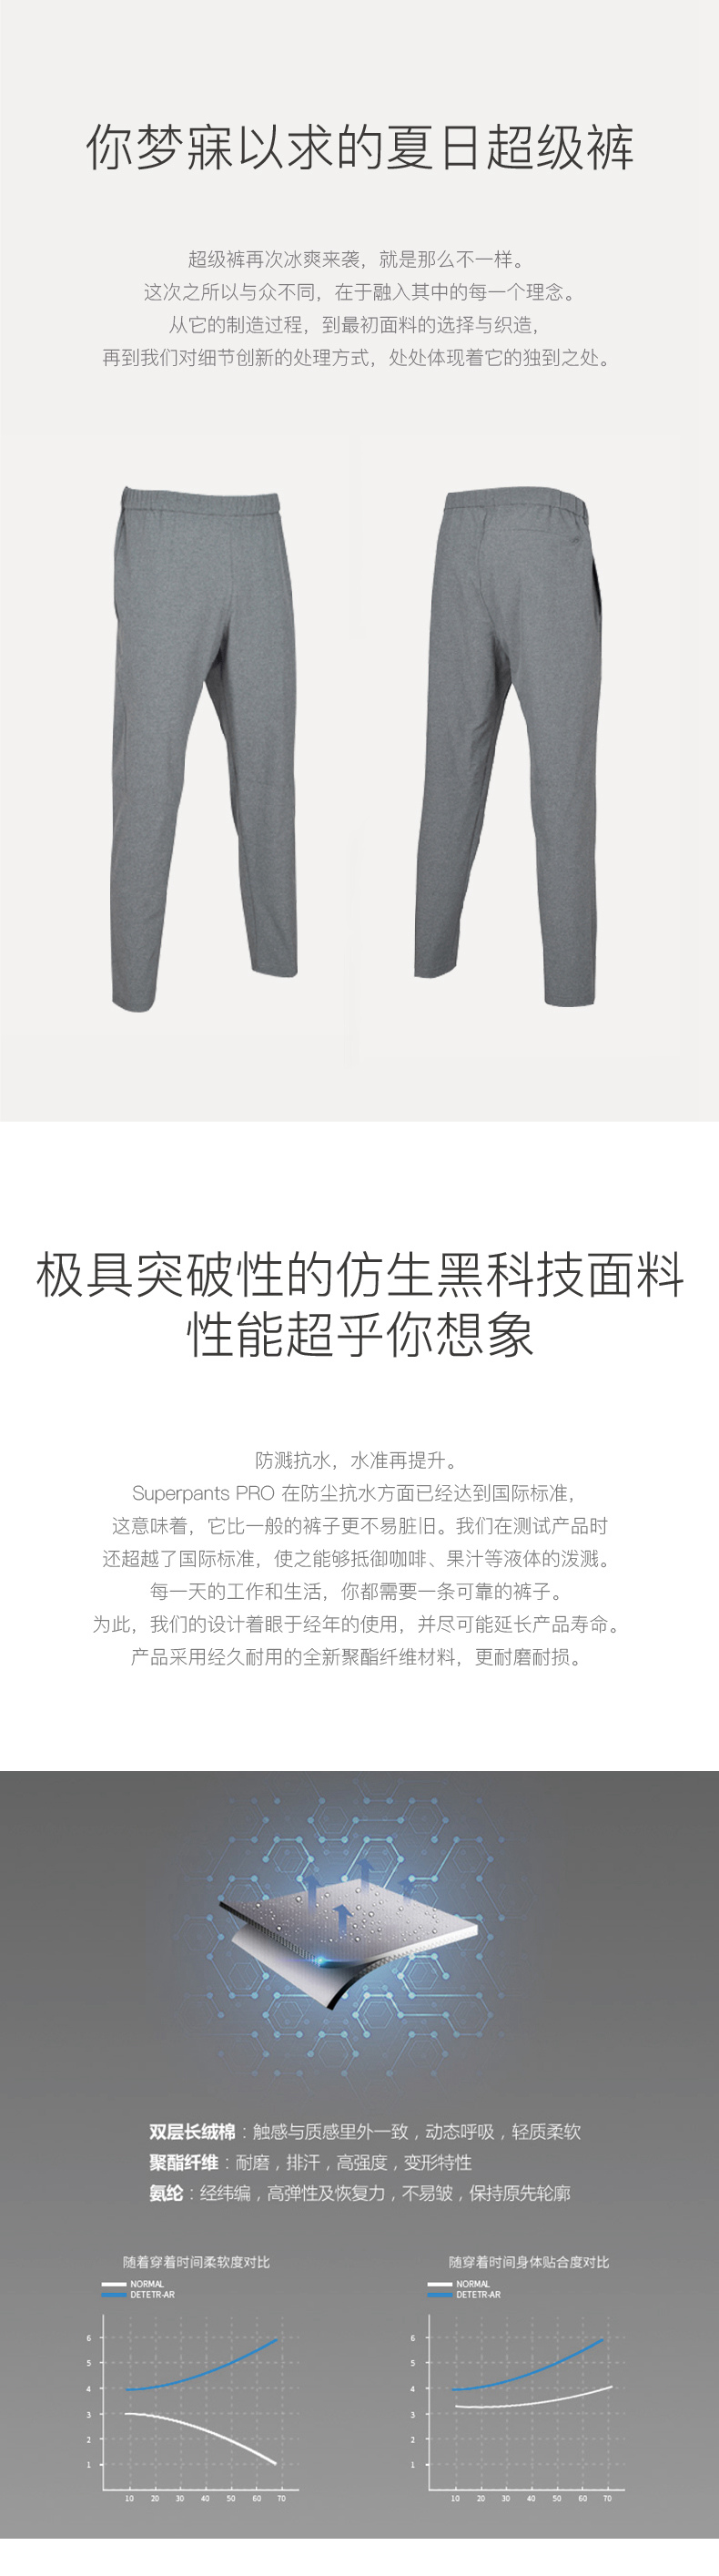 你梦寐以求的夏日超级裤
超级裤再次冰爽来袭，就是那么不一样。
这次之所以与众不同，在于融入其中的每一个理念。
从它的制造过程，到最初面料的选择与织造，
再到我们对细节创新的处理方式，处处体现着它的独到之处。
极具突破性的仿生黑科技面料
性能超乎你想象
防溅抗水，水准再提升。
Superpants PRO 在防尘抗水方面已经达到国际标准，
这意味着，它比一般的裤子更不易脏旧。我们在测试产品时
还超越了国际标准，使之能够抵御咖啡、果汁等液体的泼溅。
每一天的工作和生活，你都需要一条可靠的裤子。
为此，我们的设计着眼于经年的使用，并尽可能延长产品寿命。
产品采用经久耐用的全新聚酯纤维材料，更耐磨耐损。
双层长绒棉：触感与质感里外一致，动态呼吸，轻质柔软
聚酯纤维：耐磨，排汗，高强度，变形特性
氨纶：经纬编，高弹性及恢复力，不易皱，保持原先轮廓
随着穿着时间柔软度对比
NORMAL
DETETR-AR
6
5
4
3
2
1
10 20 30 40 50 60 70
随穿着时间身体贴合度对比
NORMAL
DETETR-AR
6
5
4
3
2
1
10 20 30 40 50 60 70